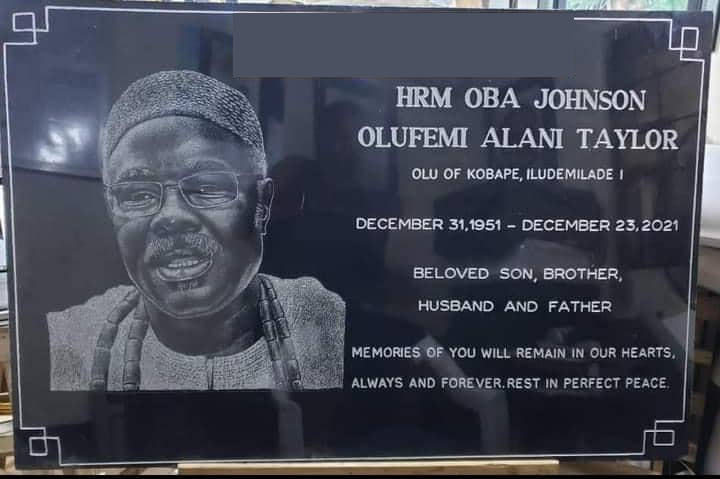 HRM OBA JOHNSON
OLUFEMI ALANI TAYLOR
OLU OF KOBAPE, ILUDEMILADE I
DECEMBER 31,1951 – DECEMBER 23,2021
BELOVED SON, BROTHER,
HUSBAND AND FATHER
MEMORIES OF YOU WILL REMAIN IN OUR HEARTS,
ALWAYS AND FOREVER.REST IN PERFECT PEACE.